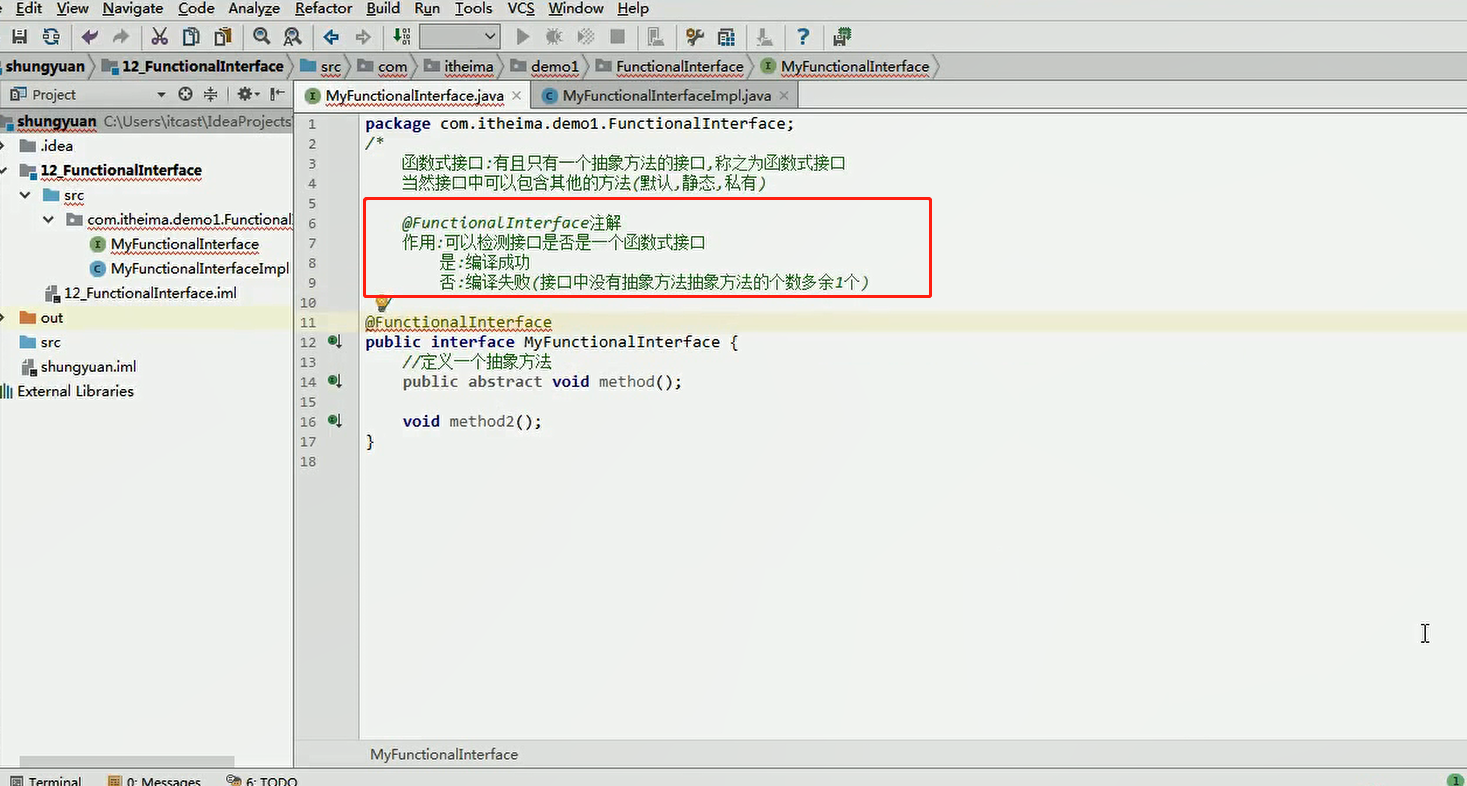 Edit View Navigate Code Analyze Refactor Build Run Tools VCS Window Help
shungyuan 12_FunctionalInterface src com itheima demo1 FunctionalInterface MyFunctionalInterface
Project
MyFunctionalInterface.java MyFunctionalInterfaceImpl.java
shungyuan C:\Users\itcast\IdeaProjects\
.idea
12_FunctionalInterface
src
com.itheima.demo1.Functional
MyFunctionalInterface
MyFunctionalInterfaceImpl
12_FunctionalInterface.iml
out
src
shungyuan.iml
External Libraries
1 package com.itheima.demo1.FunctionalInterface;
2 /*
3 函数式接口:有且只有一个抽象方法的接口,称之为函数式接口
4 当然接口中可以包含其他的方法(默认,静态,私有)
5
6 @FunctionalInterface注解
7 作用:可以检测接口是否是一个函数式接口
8 是:编译成功
9 否:编译失败(接口中没有抽象方法抽象方法的个数多余1个)
10
11 @FunctionalInterface
12 public interface MyFunctionalInterface {
13 //定义一个抽象方法
14 public abstract void method();
15
16 void method2();
17 }
18
MyFunctionalInterface
Terminal 0: Messages 6: TODO
1